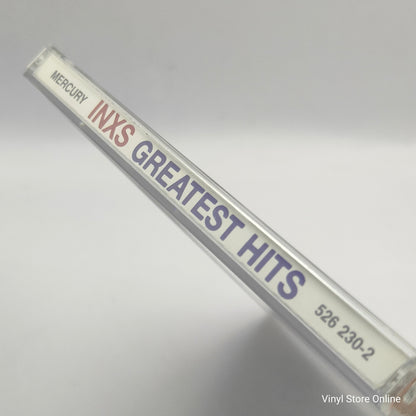 MERCURY INXS GREATEST HITS 526 230-2
Vinyl Store Online